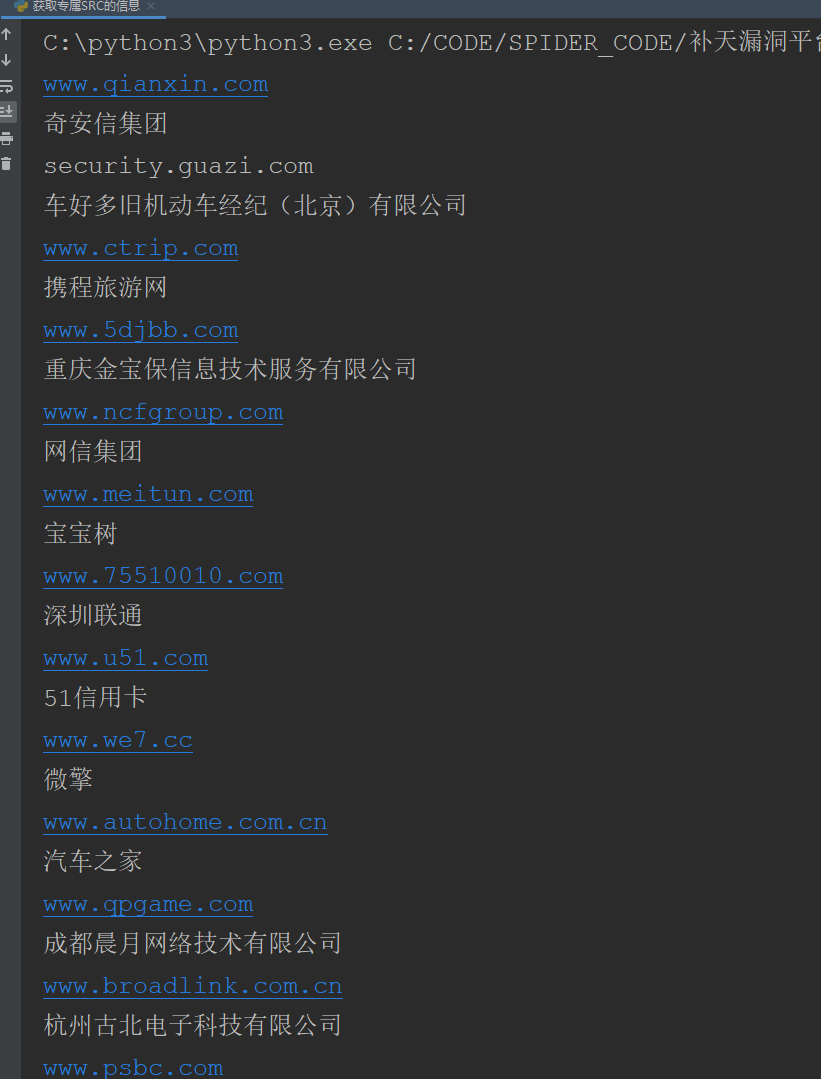 获取专属SRC的信息
C:\python3\python3.exe C:/CODE/SPIDER_CODE/补天漏洞平台
www.qianxin.com
奇安信集团
security.guazi.com
车好多旧机动车经纪（北京）有限公司
www.ctrip.com
携程旅游网
www.5djbb.com
重庆金宝保信息技术服务有限公司
www.ncfgroup.com
网信集团
www.meitun.com
宝宝树
www.75510010.com
深圳联通
www.u51.com
51信用卡
www.we7.cc
微擎
www.autohome.com.cn
汽车之家
www.qpgame.com
成都晨月网络技术有限公司
www.broadlink.com.cn
杭州古北电子科技有限公司
www.psbc.com